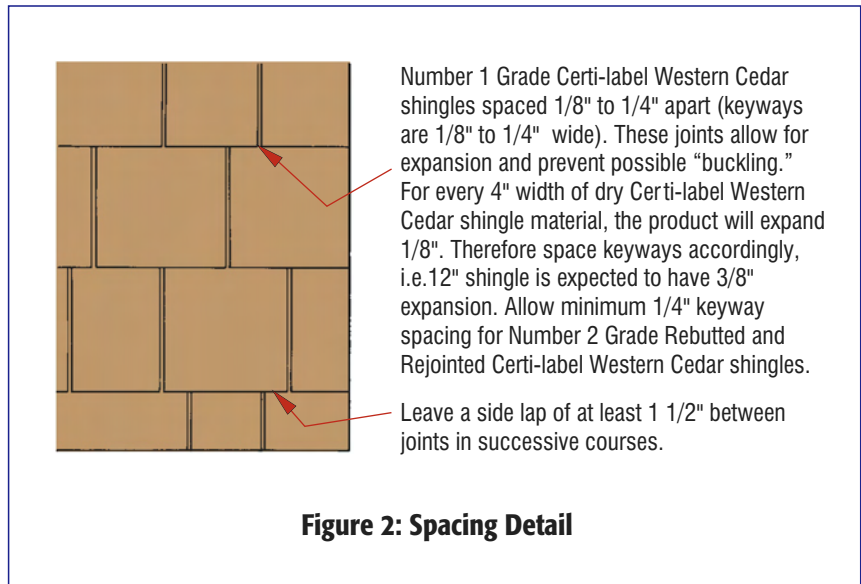 Number 1 Grade Certi-label Western Cedar
shingles spaced 1/8" to 1/4" apart (keyways
are 1/8" to 1/4" wide). These joints allow for
expansion and prevent possible “buckling.”
For every 4" width of dry Certi-label Western
Cedar shingle material, the product will expand
1/8". Therefore space keyways accordingly,
i.e.12" shingle is expected to have 3/8"
expansion. Allow minimum 1/4" keyway
spacing for Number 2 Grade Rebutted and
Rejointed Certi-label Western Cedar shingles.
Leave a side lap of at least 1 1/2" between
joints in successive courses.
Figure 2: Spacing Detail